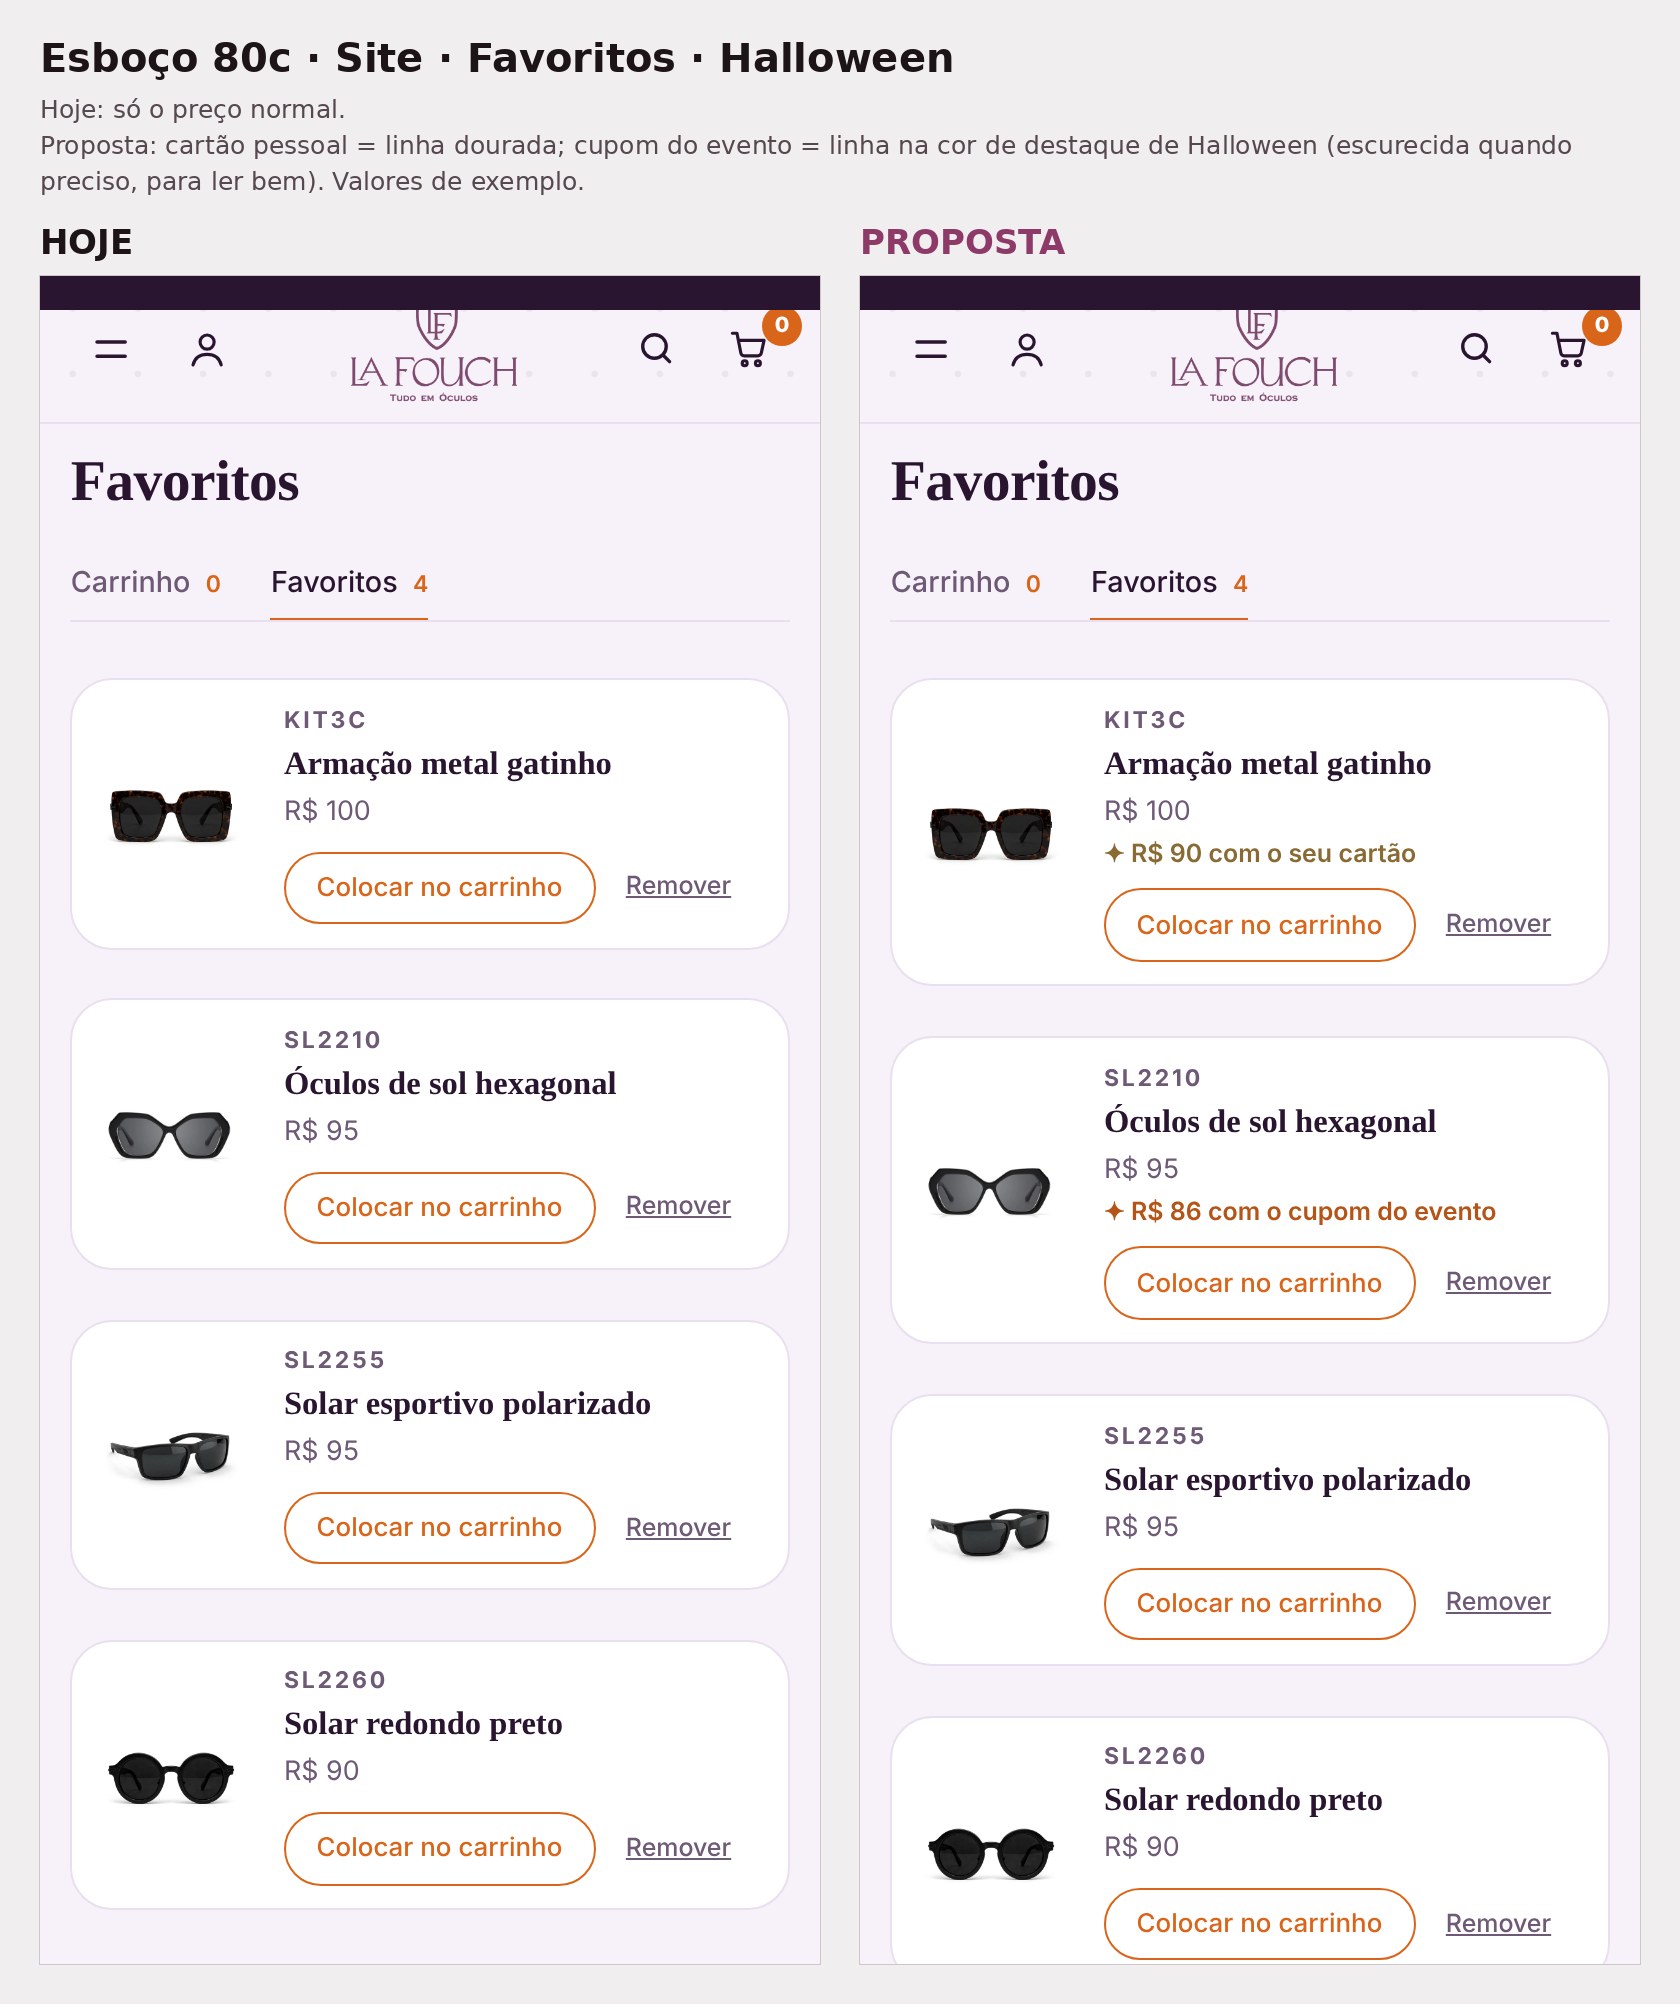 Esboço 80c · Site · Favoritos · Halloween
Hoje: só o preço normal.
Proposta: cartão pessoal = linha dourada; cupom do evento = linha na cor de destaque de Halloween (escurecida quando
preciso, para ler bem). Valores de exemplo.
HOJE
LF
0
LA FOUCH
TUDO EM ÓCULOS
Favoritos
Carrinho 0 Favoritos 4
KIT3C
Armação metal gatinho
R$ 100
Colocar no carrinho Remover
SL2210
Óculos de sol hexagonal
R$ 95
Colocar no carrinho Remover
SL2255
Solar esportivo polarizado
R$ 95
Colocar no carrinho Remover
SL2260
Solar redondo preto
R$ 90
Colocar no carrinho Remover
PROPOSTA
LF
0
LA FOUCH
TUDO EM ÓCULOS
Favoritos
Carrinho 0 Favoritos 4
KIT3C
Armação metal gatinho
R$ 100
✦ R$ 90 com o seu cartão
Colocar no carrinho Remover
SL2210
Óculos de sol hexagonal
R$ 95
✦ R$ 86 com o cupom do evento
Colocar no carrinho Remover
SL2255
Solar esportivo polarizado
R$ 95
Colocar no carrinho Remover
SL2260
Solar redondo preto
R$ 90
Colocar no carrinho Remover